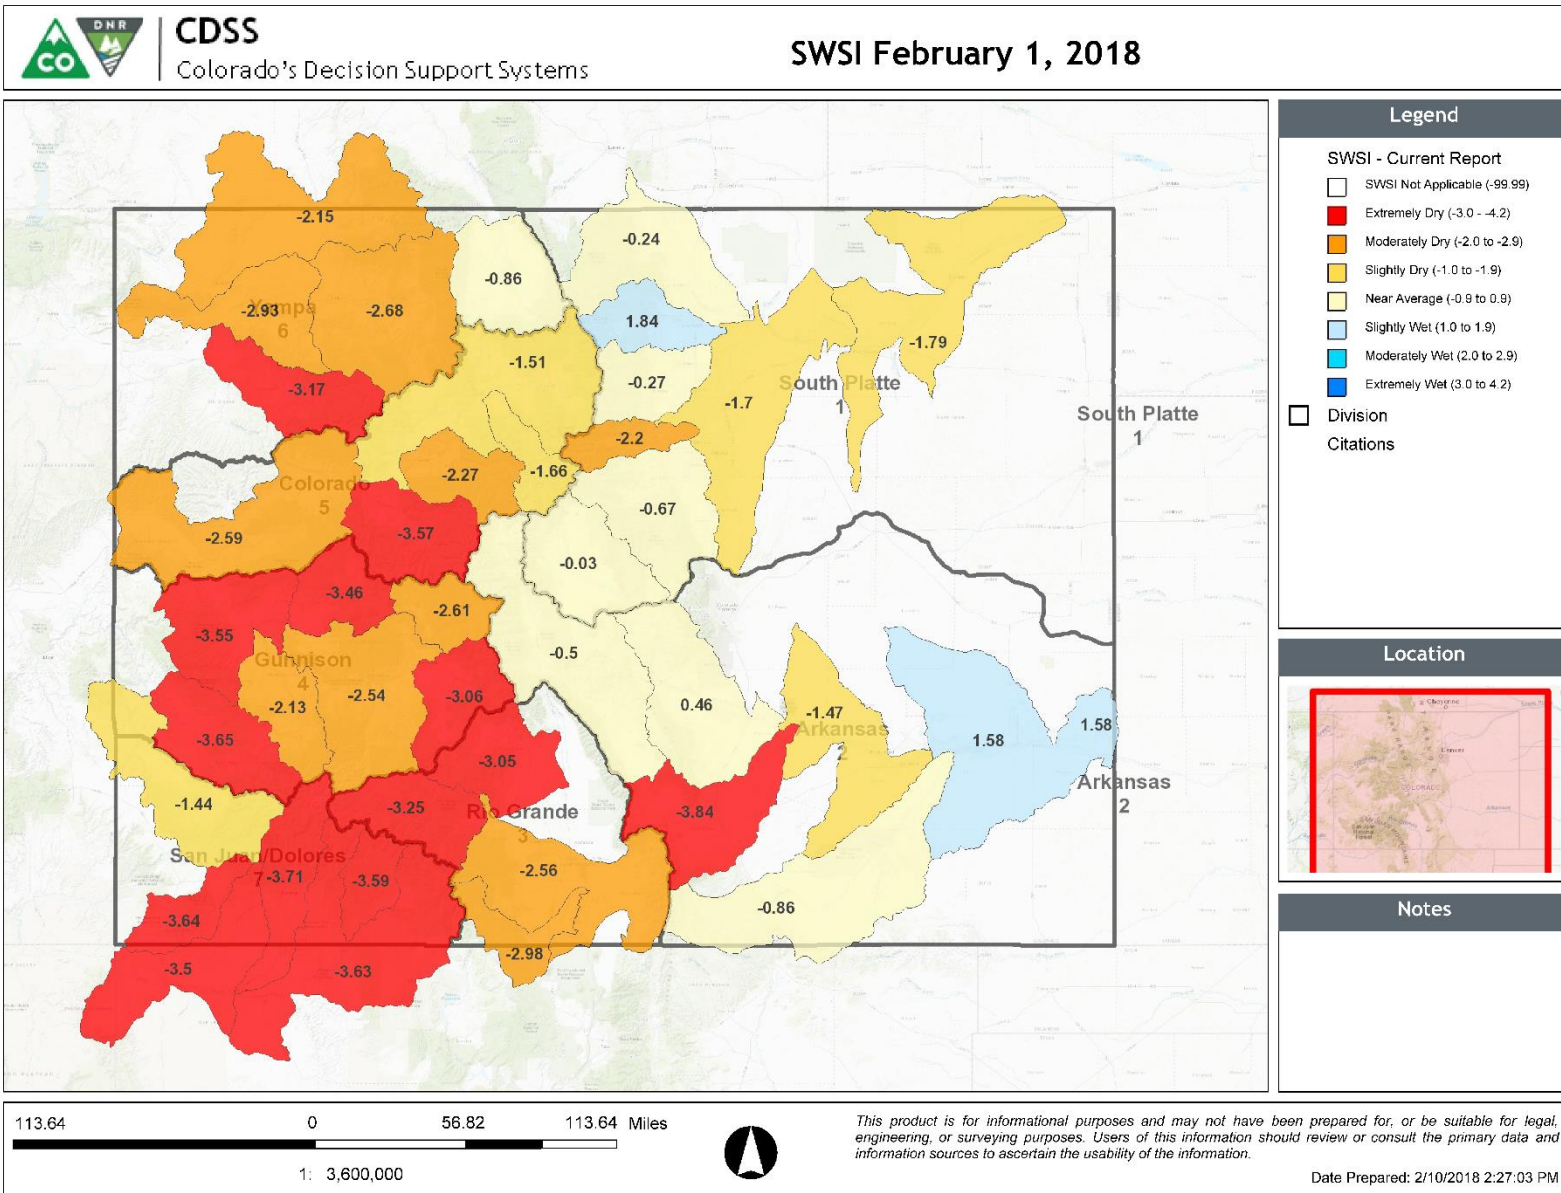 DNR
CO
CDSS
Colorado's Decision Support Systems
SWSI February 1, 2018
Legend
SWSI - Current Report
SWSI Not Applicable (-99.99)
Extremely Dry (-3.0 - -4.2)
Moderately Dry (-2.0 to -2.9)
Slightly Dry (-1.0 to -1.9)
Near Average (-0.9 to 0.9)
Slightly Wet (1.0 to 1.9)
Moderately Wet (2.0 to 2.9)
Extremely Wet (3.0 to 4.2)
Division
Citations
Location
Cheyenne
Denver
COLORADO
Notes
-2.15
-0.24
-0.86
-2.93
Yampa
6
-2.68
1.84
-1.79
-1.51
-3.17
-0.27
South Platte
1
-1.7
South Platte
1
-2.2
-2.27
-1.66
Colorado
5
-0.67
-2.59
-3.57
-0.03
-3.46
-2.61
-3.55
Gunnison
4
-0.5
-2.54
-3.06
-2.13
0.46
-1.47
Arkansas
2
1.58
1.58
-3.65
-3.05
Arkansas
2
-1.44
-3.25
Rio Grande
3
-3.84
San Juan/Dolores
7
-3.71
-3.59
-2.56
-3.64
-0.86
-2.98
-3.5
-3.63
113.64
0
56.82
113.64 Miles
1: 3,600,000
This product is for informational purposes and may not have been prepared for, or be suitable for legal,
engineering, or surveying purposes. Users of this information should review or consult the primary data and
information sources to ascertain the usability of the information.
Date Prepared: 2/10/2018 2:27:03 PM